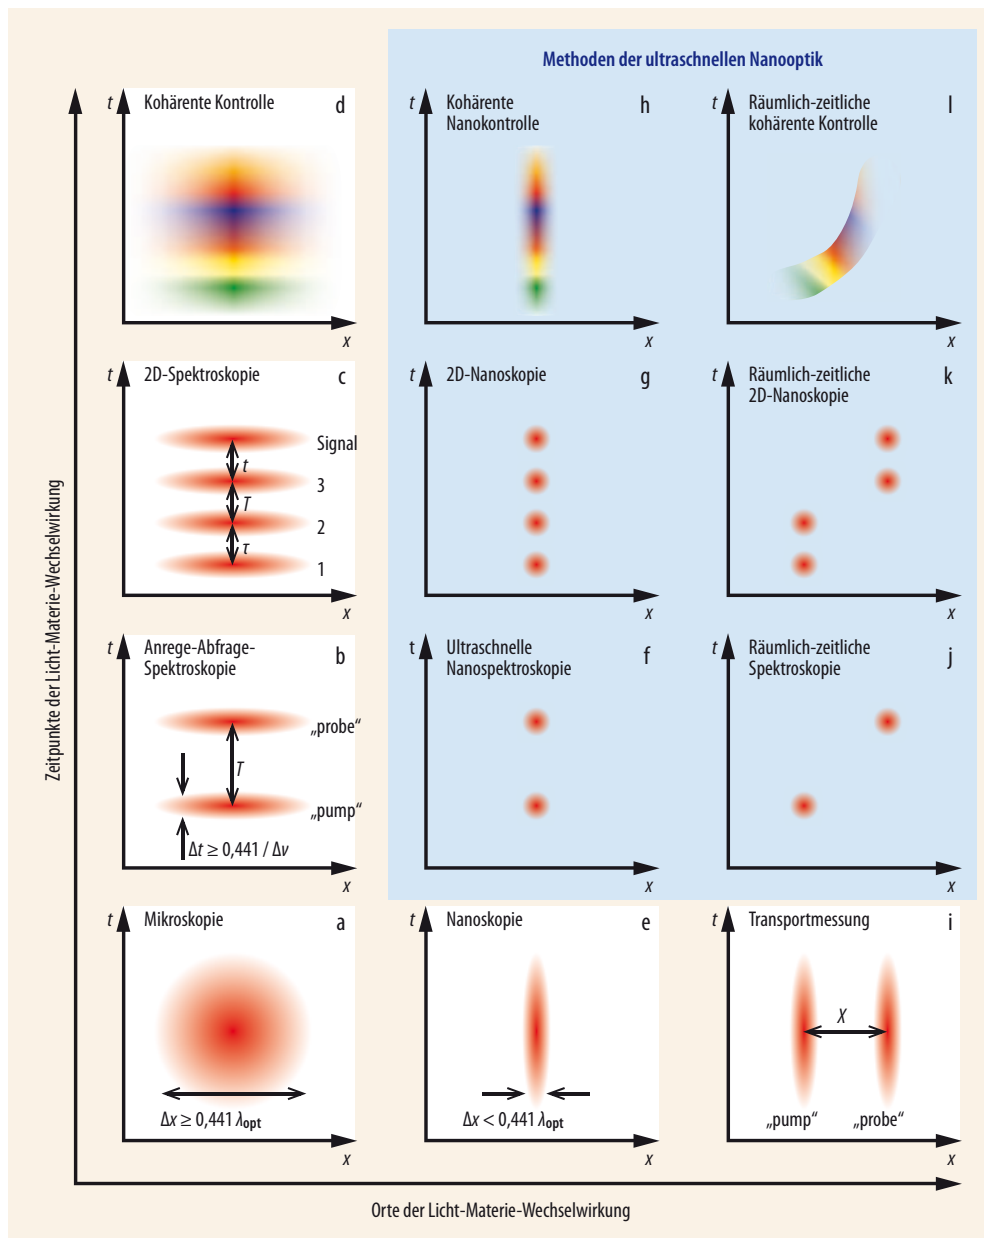 Methoden der ultraschnellen Nanooptik
t
Kohärente Kontrolle
d
x
t
Kohärente
Nanokontrolle
h
x
t
Räumlich-zeitliche
kohärente Kontrolle
l
x
t
2D-Spektroskopie
c
Signal
t
3
T
2
τ
1
x
t
2D-Nanoskopie
g
x
t
Räumlich-zeitliche
2D-Nanoskopie
k
x
t
Anrege-Abfrage-
Spektroskopie
b
„probe“
T
„pump“
Δt ≥ 0,441 / Δν
x
t
Ultraschnelle
Nanospektroskopie
f
x
t
Räumlich-zeitliche
Spektroskopie
j
x
t
Mikroskopie
a
Δx ≥ 0,441 λopt
x
t
Nanoskopie
e
Δx < 0,441 λopt
x
t
Transportmessung
i
X
„pump“ „probe“
x
Zeitpunkte der Licht-Materie-Wechselwirkung
Orte der Licht-Materie-Wechselwirkung